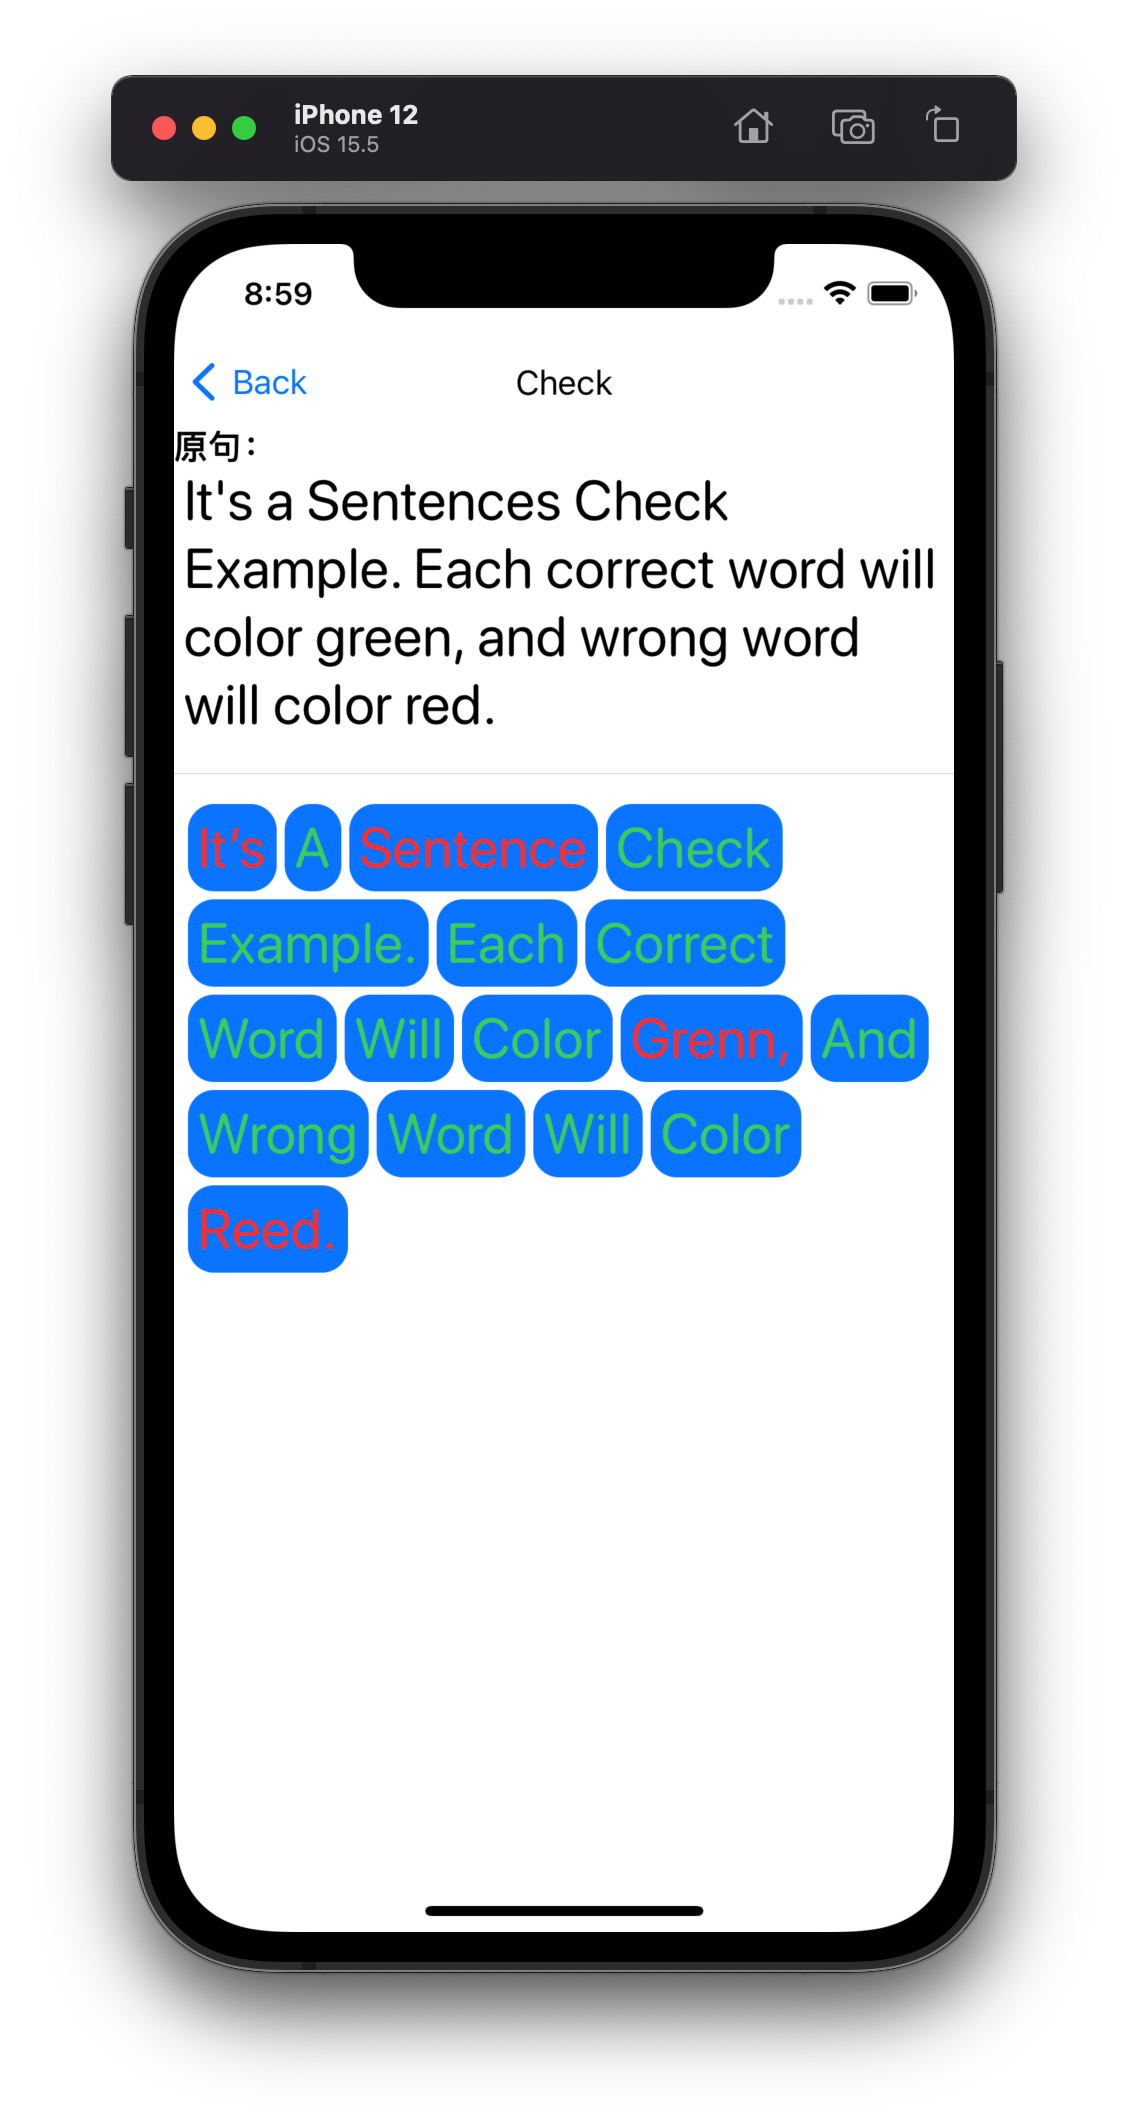 iPhone 12
iOS 15.5
8:59
Back
Check
原句：
It's a Sentences Check
Example. Each correct word will
color green, and wrong word
will color red.
It’s A Sentence Check
Example. Each Correct
Word Will Color Grenn, And
Wrong Word Will Color
Reed.